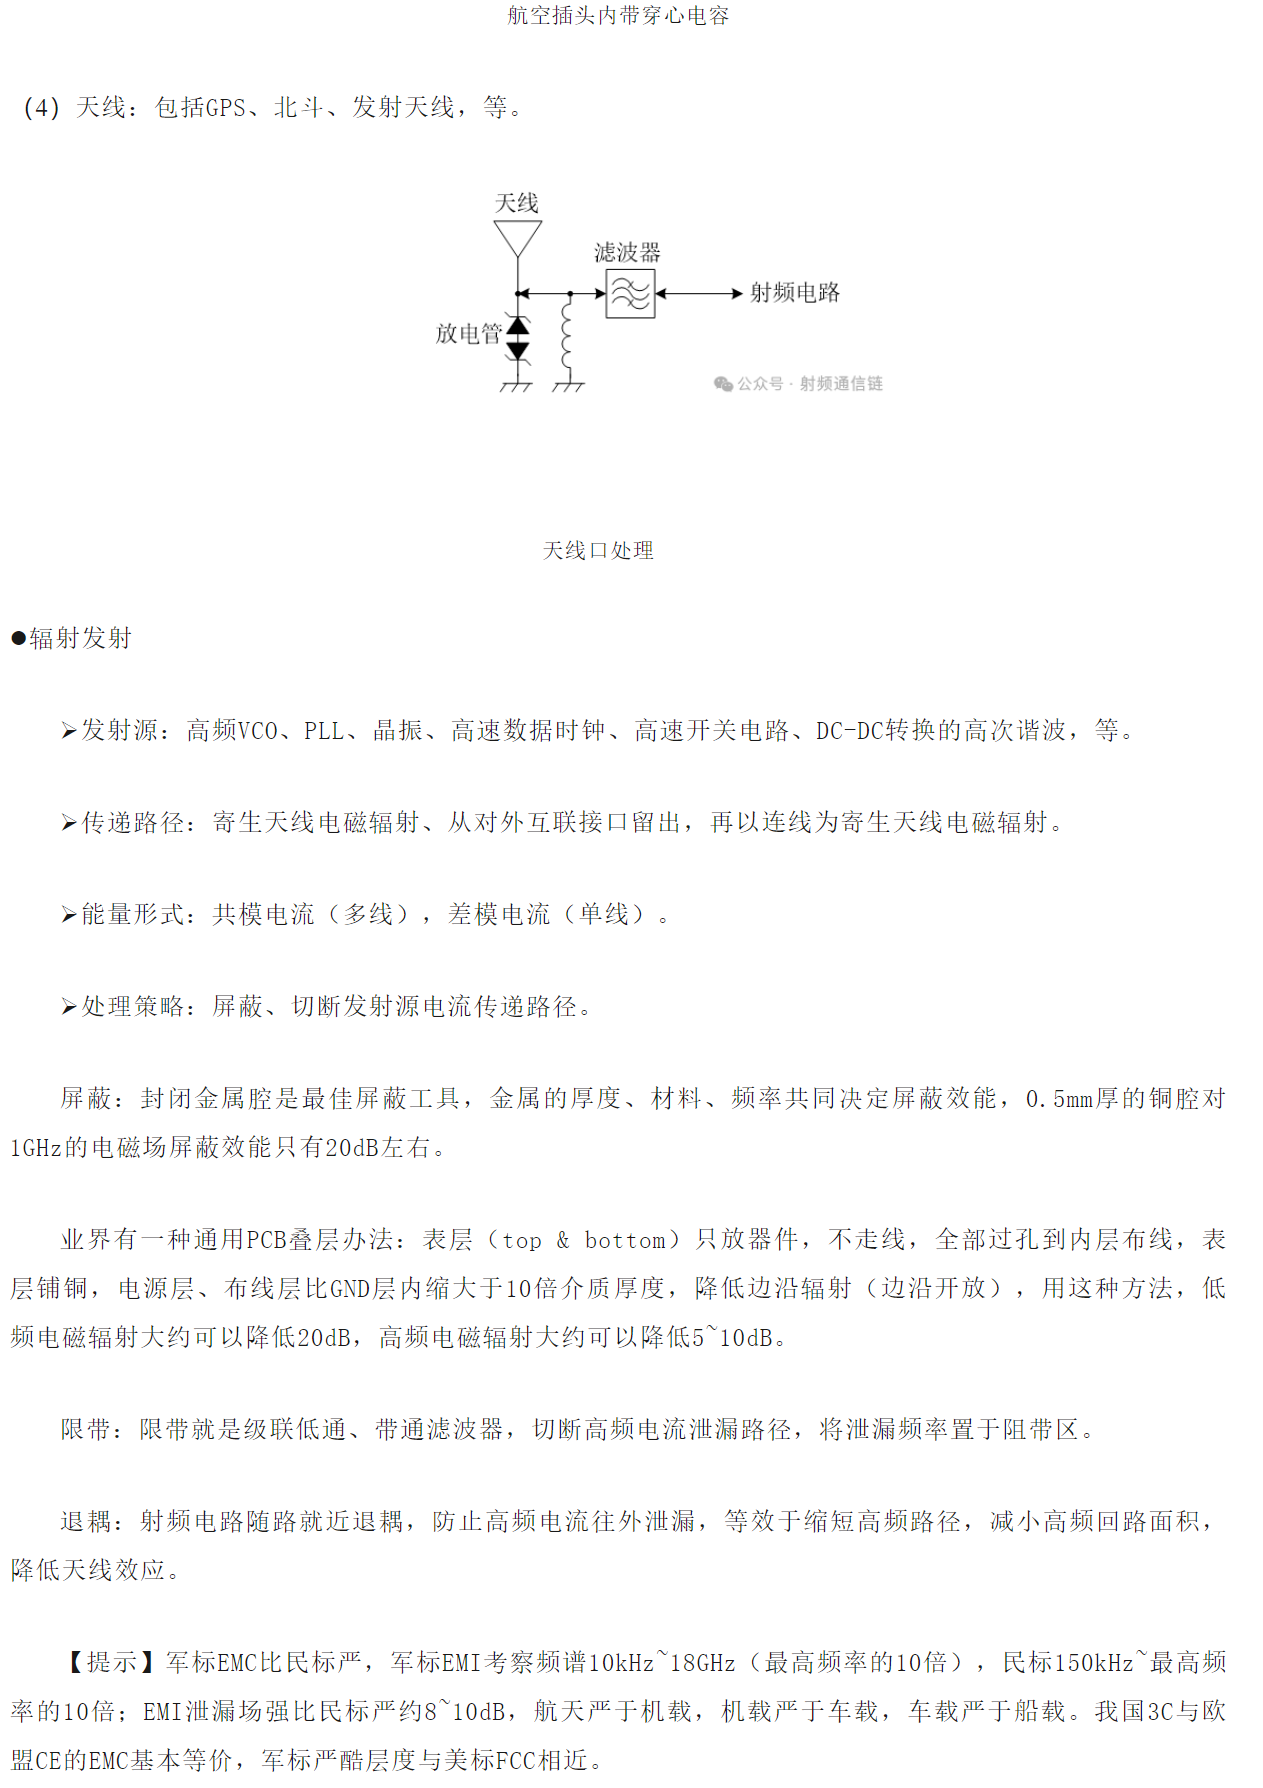 航空插头内带穿心电容
（4）天线：包括GPS、北斗、发射天线，等。
天线
滤波器
射频电路
放电管
公众号·射频通信链
天线口处理
●辐射发射
➢发射源：高频VCO、PLL、晶振、高速数据时钟、高速开关电路、DC-DC转换的高次谐波，等。
➢传递路径：寄生天线电磁辐射、从对外互联接口留出，再以连线为寄生天线电磁辐射。
➢能量形式：共模电流（多线），差模电流（单线）。
➢处理策略：屏蔽、切断发射源电流传递路径。
屏蔽：封闭金属腔是最佳屏蔽工具，金属的厚度、材料、频率共同决定屏蔽效能，0.5mm厚的铜腔对
1GHz的电磁场屏蔽效能只有20dB左右。
业界有一种通用PCB叠层办法：表层（top & bottom）只放器件，不走线，全部过孔到内层布线，表
层铺铜，电源层、布线层比GND层内缩大于10倍介质厚度，降低边沿辐射（边沿开放），用这种方法，低
频电磁辐射大约可以降低20dB，高频电磁辐射大约可以降低5~10dB。
限带：限带就是级联低通、带通滤波器，切断高频电流泄漏路径，将泄漏频率置于阻带区。
退耦：射频电路随路就近退耦，防止高频电流往外泄漏，等效于缩短高频路径，减小高频回路面积，
降低天线效应。
【提示】军标EMC比民标严，军标EMI考察频谱10kHz~18GHz（最高频率的10倍），民标150kHz~最高频
率的10倍；EMI泄漏场强比民标严约8~10dB，航天严于机载，机载严于车载，车载严于船载。我国3C与欧
盟CE的EMC基本等价，军标严酷层度与美标FCC相近。